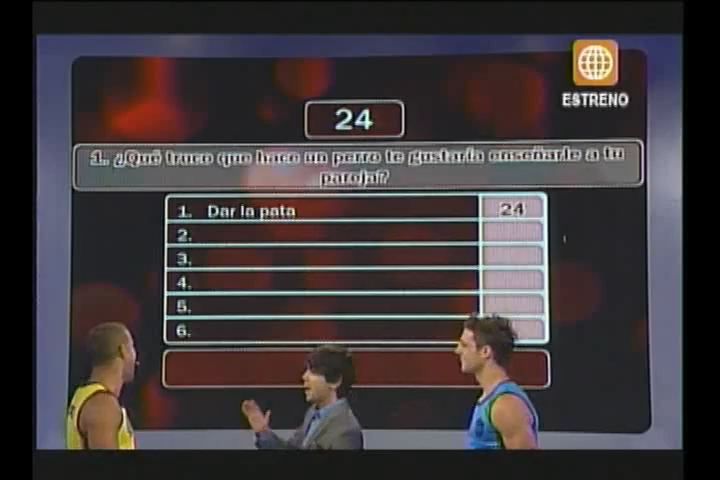 ESTRENO
24
1. ¿Qué truco que hace un perro te gustaría enseñarle a tu
pareja?
1. Dar la pata 24
2.
3.
4.
5.
6.